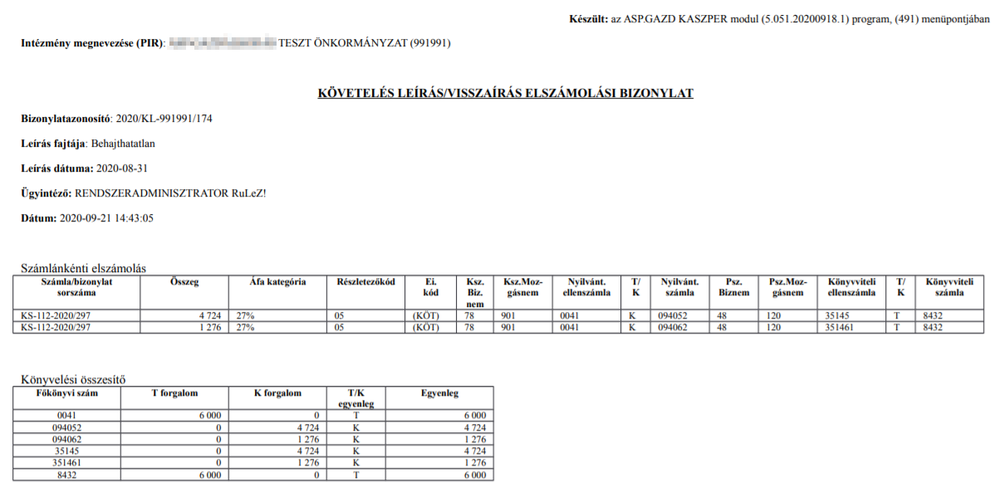 Készült: az ASP.GAZD KASZPER modul (5.051.20200918.1) program, (491) menüpontjában
Intézmény megnevezése (PIR): TESZT ÖNKORMÁNYZAT (991991)
KÖVETELÉS LEÍRÁS/VISSZAÍRÁS ELSZÁMOLÁSI BIZONYLAT
Bizonylatazonosító: 2020/KL-991991/174
Leírás fajtája: Behajthatatlan
Leírás dátuma: 2020-08-31
Ügyintéző: RENDSZERADMINISZTRATOR RuLeZ!
Dátum: 2020-09-21 14:43:05
Számlánkénti elszámolás
Számla/bizonylat Összeg Áfa kategória Részletezőkód Ei. Ksz. Ksz.Moz- Nyilvánt. T/ Nyilvánt. Psz. Psz.Moz- Könyvviteli T/ Könyvviteli
sorszáma kód Biz. gásnem ellenszámla K számla Biznem gásnem ellenszámla K számla
nem
KS-112-2020/297 4 724 27% 05 (KÖT) 78 901 0041 K 094052 48 120 35145 T 8432
KS-112-2020/297 1 276 27% 05 (KÖT) 78 901 0041 K 094062 48 120 351461 T 8432
Könyvelési összesítő
Főkönyvi szám T forgalom K forgalom T/K Egyenleg
egyenleg
0041 6 000 0 T 6 000
094052 0 4 724 K 4 724
094062 0 1 276 K 1 276
35145 0 4 724 K 4 724
351461 0 1 276 K 1 276
8432 6 000 0 T 6 000